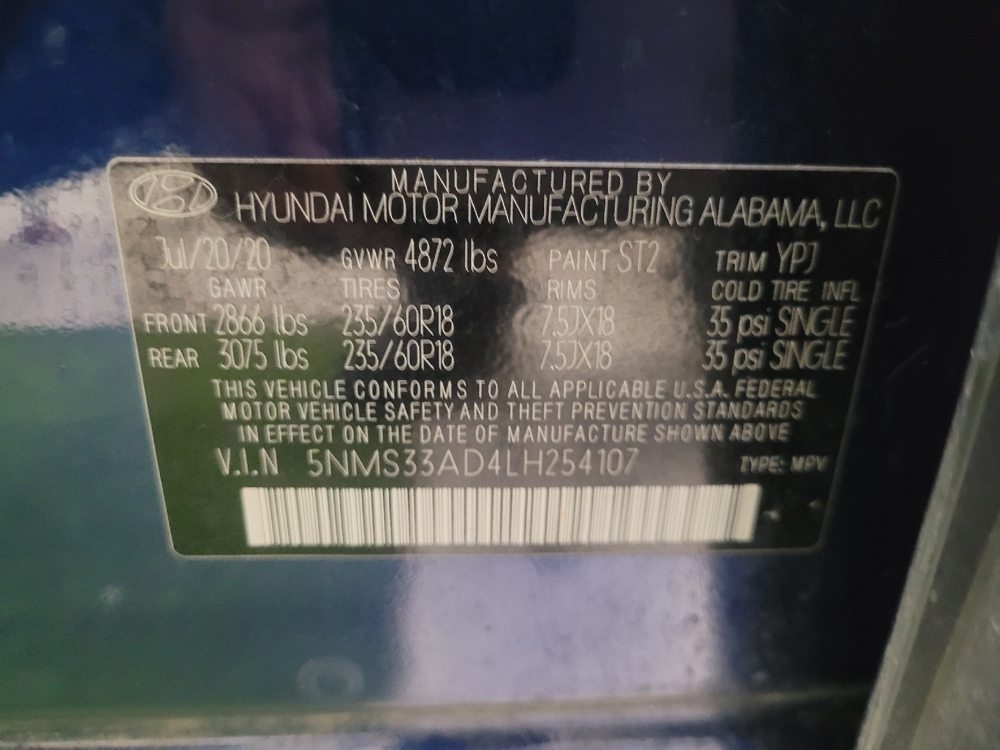 MANUFACTURED BY
HYUNDAI MOTOR MANUFACTURING ALABAMA, LLC
Jul/20/20 GVWR 4872 lbs PAINT ST2 TRIM YPJ
GAWR TIRES RIMS COLD TIRE INFL
FRONT 2866 lbs 235/60R18 7.5JX18 35 psi SINGLE
REAR 3075 lbs 235/60R18 7.5JX18 35 psi SINGLE
THIS VEHICLE CONFORMS TO ALL APPLICABLE U.S.A. FEDERAL
MOTOR VEHICLE SAFETY AND THEFT PREVENTION STANDARDS
IN EFFECT ON THE DATE OF MANUFACTURE SHOWN ABOVE
V.I.N 5NMS33AD4LH254107 TYPE: MPV